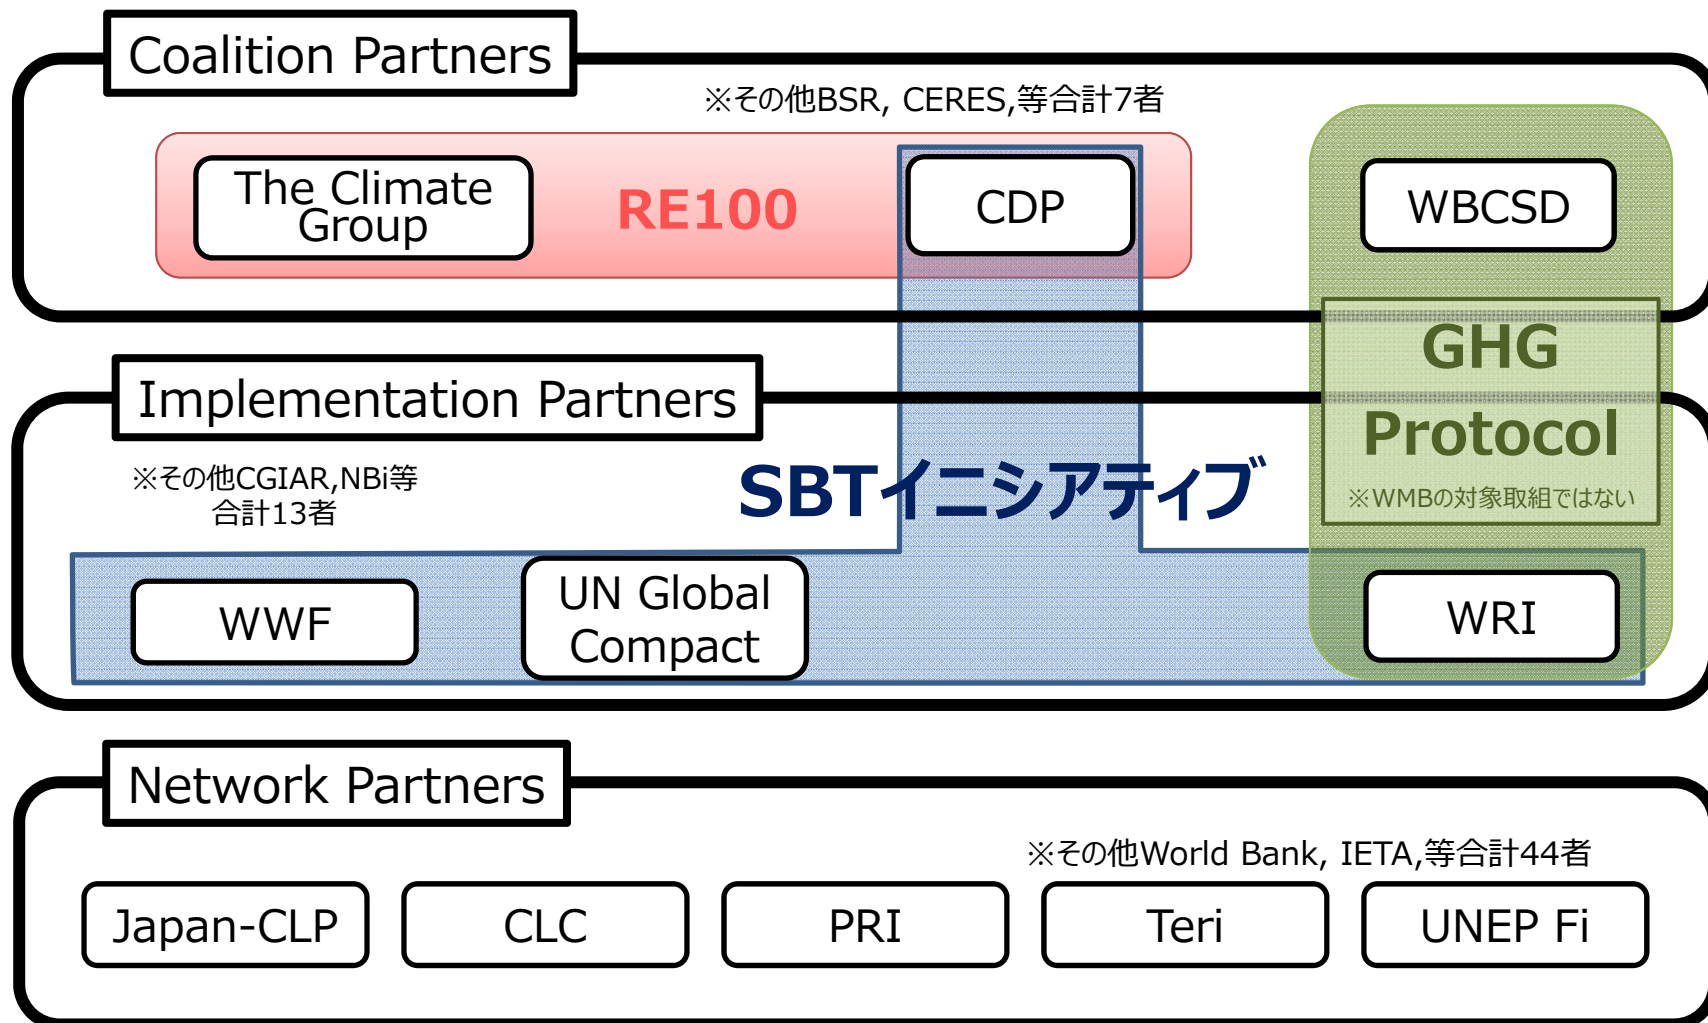 Coalition Partners
※その他BSR, CERES,等合計7者
The Climate
Group
RE100
CDP
WBCSD
GHG
Protocol
※WMBの対象取組ではない
Implementation Partners
※その他CGIAR,NBi等
合計13者
SBTイニシアティブ
WWF
UN Global
Compact
WRI
Network Partners
※その他World Bank, IETA,等合計44者
Japan-CLP
CLC
PRI
Teri
UNEP Fi